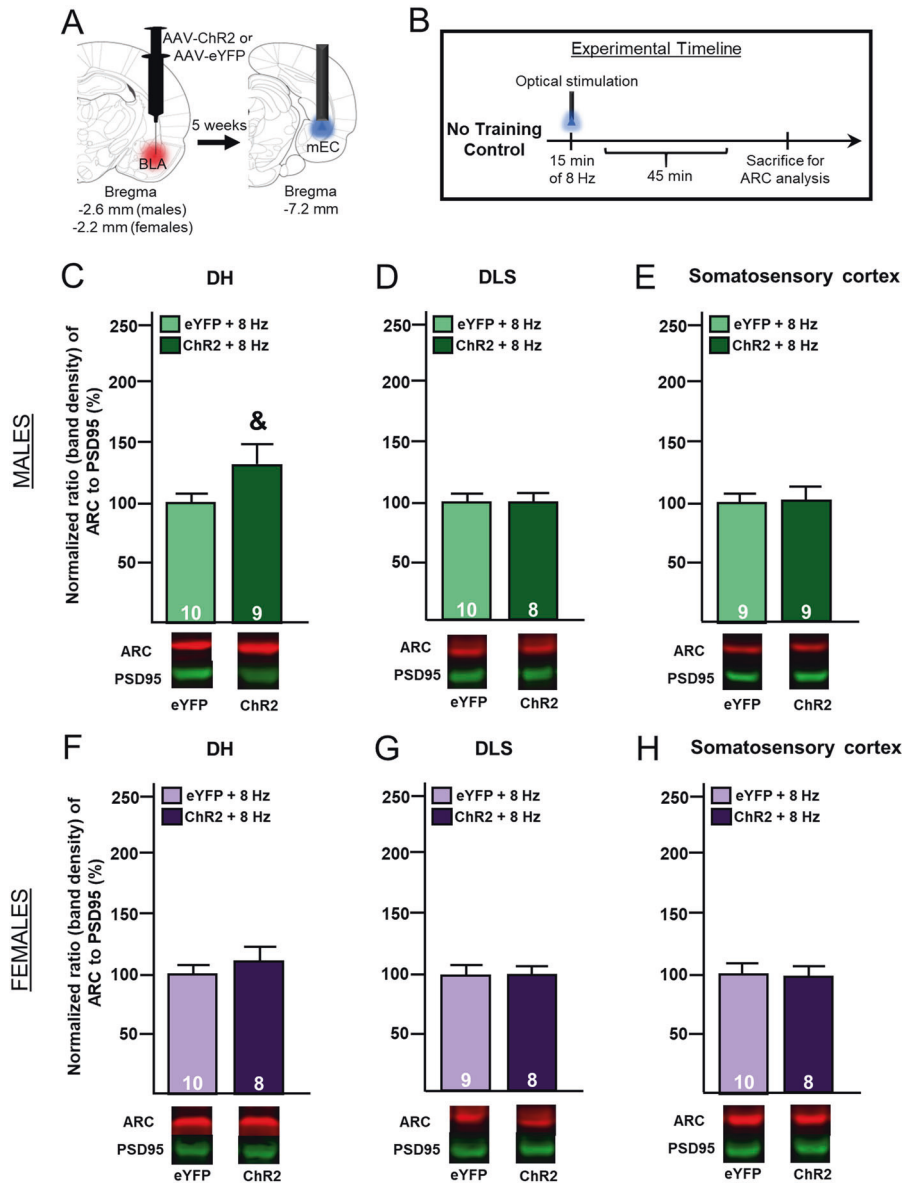 A
AAV-ChR2 or
AAV-eYFP
5 weeks
BLA
mEC
Bregma
-2.6 mm (males)
-2.2 mm (females)
Bregma
-7.2 mm
B
Experimental Timeline
Optical stimulation
No Training
Control
15 min
of 8 Hz
45 min
Sacrifice for
ARC analysis
MALES
C
DH
Normalized ratio (band density) of
ARC to PSD95 (%)
eYFP + 8 Hz
ChR2 + 8 Hz
250
200
150
100
50
&
10
9
ARC
PSD95
eYFP
ChR2
D
DLS
eYFP + 8 Hz
ChR2 + 8 Hz
250
200
150
100
50
10
8
ARC
PSD95
eYFP
ChR2
E
Somatosensory cortex
eYFP + 8 Hz
ChR2 + 8 Hz
250
200
150
100
50
9
9
ARC
PSD95
eYFP
ChR2
FEMALES
F
DH
Normalized ratio (band density) of
ARC to PSD95 (%)
eYFP + 8 Hz
ChR2 + 8 Hz
250
200
150
100
50
10
8
ARC
PSD95
eYFP
ChR2
G
DLS
eYFP + 8 Hz
ChR2 + 8 Hz
250
200
150
100
50
9
8
ARC
PSD95
eYFP
ChR2
H
Somatosensory cortex
eYFP + 8 Hz
ChR2 + 8 Hz
250
200
150
100
50
10
8
ARC
PSD95
eYFP
ChR2